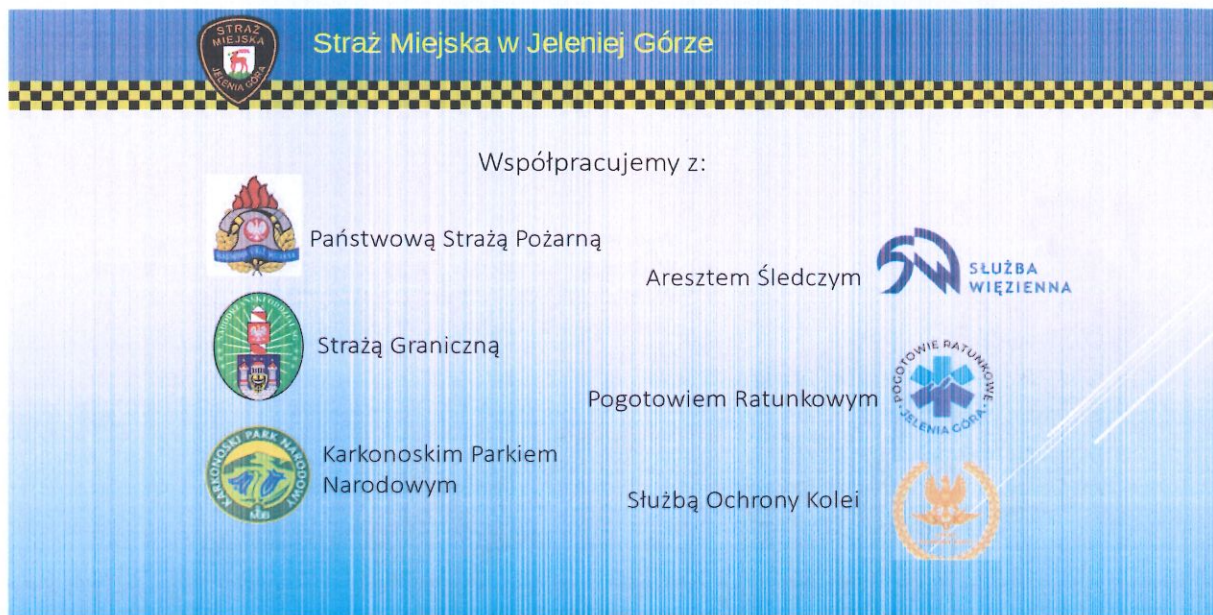 STRAŻ
MIEJSKA
JELENIA GÓRA
Straż Miejska w Jeleniej Górze
Współpracujemy z:
Państwową Strażą Pożarną
Strażą Graniczną
KARKONOSKI PARK NARODOWY
Karkonoskim Parkiem
Narodowym
Aresztem Śledczym
SŁUŻBA
WIĘZIENNA
Pogotowiem Ratunkowym
POGOTOWIE RATUNKOWE
JELENIA GÓRA
Służbą Ochrony Kolei